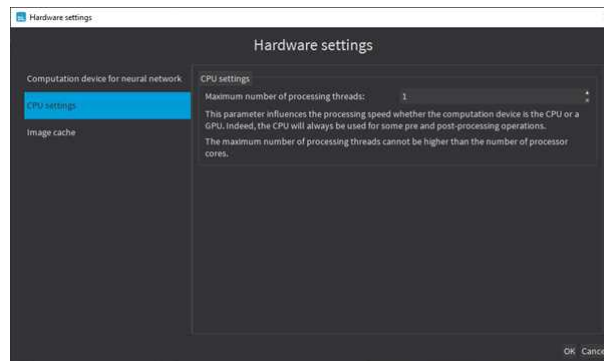 DL Hardware settings
Hardware settings
Computation device for neural network
CPU settings
Image cache
CPU settings
Maximum number of processing threads: 1
This parameter influences the processing speed whether the computation device is the CPU or a
GPU. Indeed, the CPU will always be used for some pre and post-processing operations.
The maximum number of processing threads cannot be higher than the number of processor
cores.
OK Cance